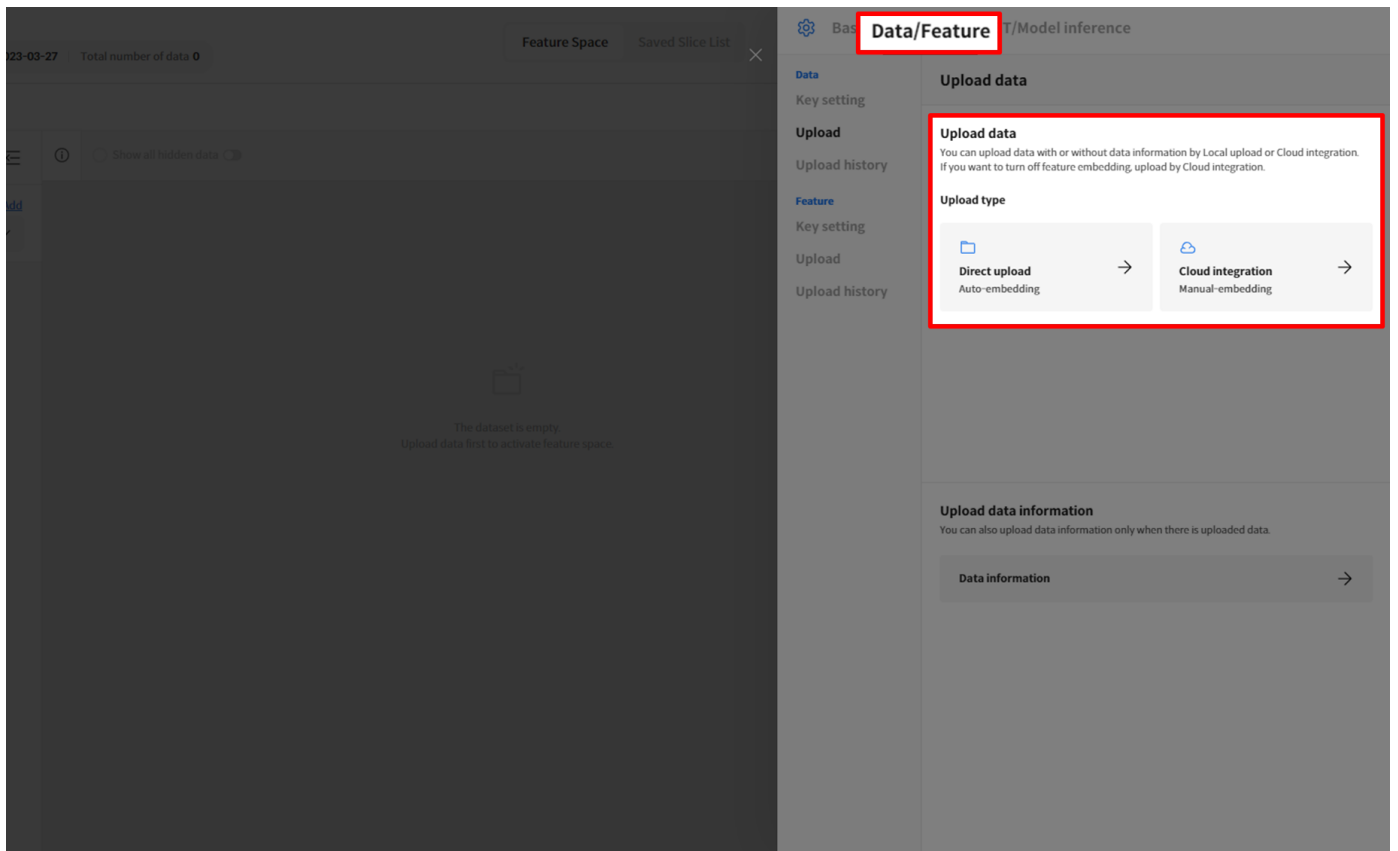 023-03-27
Total number of data 0
Feature Space
Saved Slice List
Show all hidden data
The dataset is empty.
Upload data first to activate feature space.
Bas
Data/Feature
T/Model inference
Data
Key setting
Upload
Upload history
Feature
Key setting
Upload
Upload history
Upload data
Upload data
You can upload data with or without data information by Local upload or Cloud integration.
If you want to turn off feature embedding, upload by Cloud integration.
Upload type
Direct upload
Auto-embedding
Cloud integration
Manual-embedding
Upload data information
You can also upload data information only when there is uploaded data.
Data information